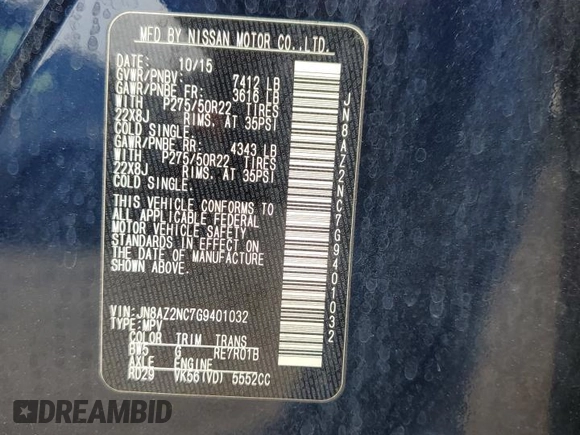 MFD BY NISSAN MOTOR CO.,LTD.
DATE: 10/15
GVWR/PNBV: 7412 LB
GAWR/PNBE FR: 3616 LB
WITH P275/50R22 TIRES
22X8J RIMS, AT 35PSI
COLD SINGLE.
GAWR/PNBE RR: 4343 LB
WITH P275/50R22 TIRES
22X8J RIMS, AT 35PSI
COLD SINGLE.
THIS VEHICLE CONFORMS TO
ALL APPLICABLE FEDERAL
MOTOR VEHICLE SAFETY
STANDARDS IN EFFECT ON
THE DATE OF MANUFACTURE
SHOWN ABOVE.
VIN: JN8AZ2NC7G9401032
TYPE: MPV
COLOR TRIM TRANS
BW5 G RE7R01B
AXLE ENGINE
RD29 VK56(VD) 5552CC
JN8AZ2NC7G9401032
DREAMBID